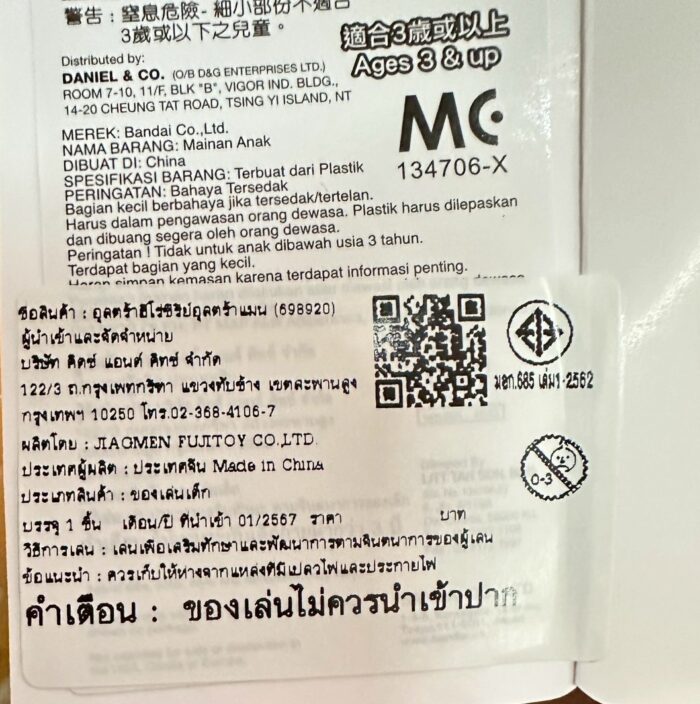 警告：窒息危險 - 細小部份不適合
3歲或以下之兒童。
適合3歲或以上
Ages 3 & up
Distributed by:
DANIEL & CO. (O/B D&G ENTERPRISES LTD.)
ROOM 7-10, 11/F, BLK "B", VIGOR IND. BLDG.,
14-20 CHEUNG TAT ROAD, TSING YI ISLAND, NT
MC
134706-X
MEREK: Bandai Co.,Ltd.
NAMA BARANG: Mainan Anak
DIBUAT DI: China
SPESIFIKASI BARANG: Terbuat dari Plastik
PERINGATAN: Bahaya Tersedak
Bagian kecil berbahaya jika tersedak/tertelan.
Harus dalam pengawasan orang dewasa. Plastik harus dilepaskan
dan dibuang segera oleh orang dewasa.
Peringatan ! Tidak untuk anak dibawah usia 3 tahun.
Terdapat bagian yang kecil.
Harap simpan kemasan karena terdapat informasi penting.
ชื่อสินค้า : อุลตร้าฮีโร่ซีรีย์อุลตร้าแมน (698920)
ผู้นำเข้าและจัดจำหน่าย
บริษัท คิดซ์ แอนด์ คิทซ์ จำกัด
122/3 ถ.กรุงเทพกรีฑา แขวงทับช้าง เขตสะพานสูง
กรุงเทพฯ 10250 โทร.02-368-4106-7
ผลิตโดย : JIAGMEN FUJITOY CO.,LTD.
ประเทศผู้ผลิต : ประเทศจีน Made in China
ประเภทสินค้า : ของเล่นเด็ก
บรรจุ 1 ชิ้น เดือน/ปี ที่นำเข้า 01/2567 ราคา บาท
วิธีการเล่น : เล่นเพื่อเสริมทักษะและพัฒนาการตามจินตนาการของผู้เล่น
ข้อแนะนำ : ควรเก็บให้ห่างจากแหล่งที่มีเปลวไฟและประกายไฟ
คำเตือน : ของเล่นไม่ควรนำเข้าปาก
มอก.685 เล่ม1-2562
0-3